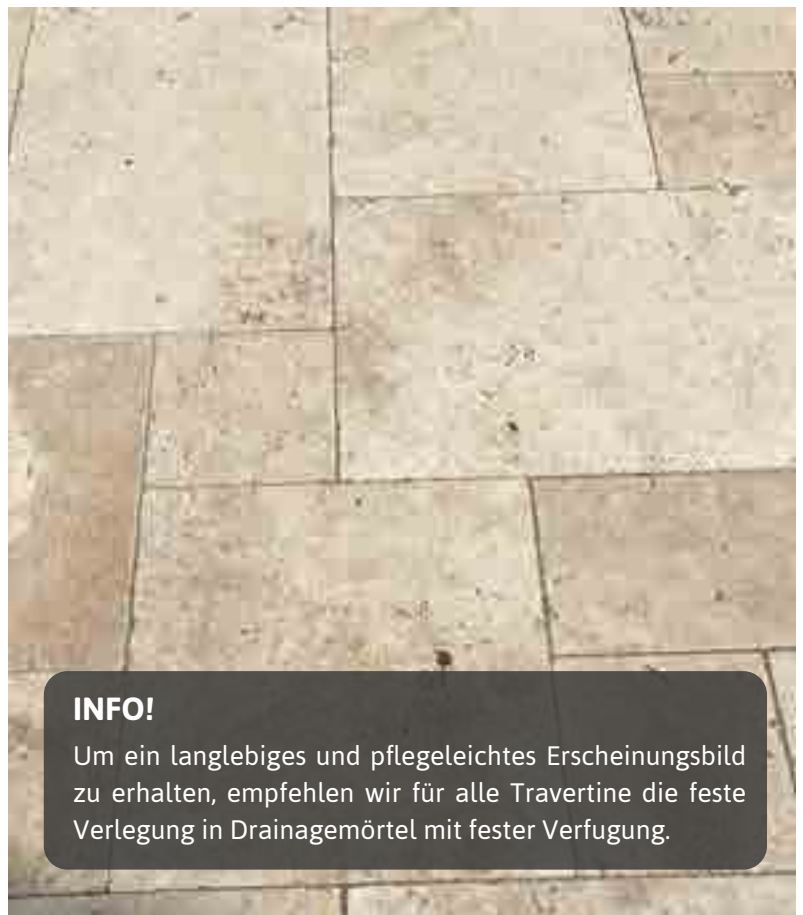 INFO!
Um ein langlebiges und pflegeleichtes Erscheinungsbild
zu erhalten, empfehlen wir für alle Travertine die feste
Verlegung in Drainagemörtel mit fester Verfugung.